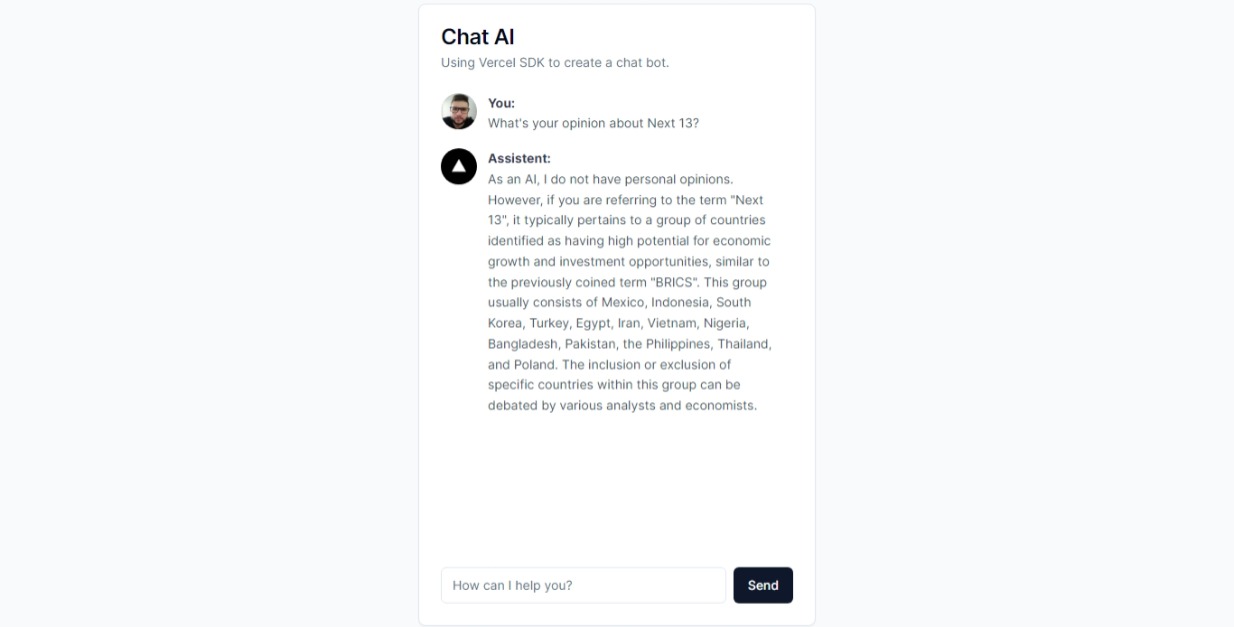 Chat AI
Using Vercel SDK to create a chat bot.
You:
What's your opinion about Next 13?
Assistent:
As an AI, I do not have personal opinions.
However, if you are referring to the term "Next
13", it typically pertains to a group of countries
identified as having high potential for economic
growth and investment opportunities, similar to
the previously coined term "BRICS". This group
usually consists of Mexico, Indonesia, South
Korea, Turkey, Egypt, Iran, Vietnam, Nigeria,
Bangladesh, Pakistan, the Philippines, Thailand,
and Poland. The inclusion or exclusion of
specific countries within this group can be
debated by various analysts and economists.
How can I help you?
Send